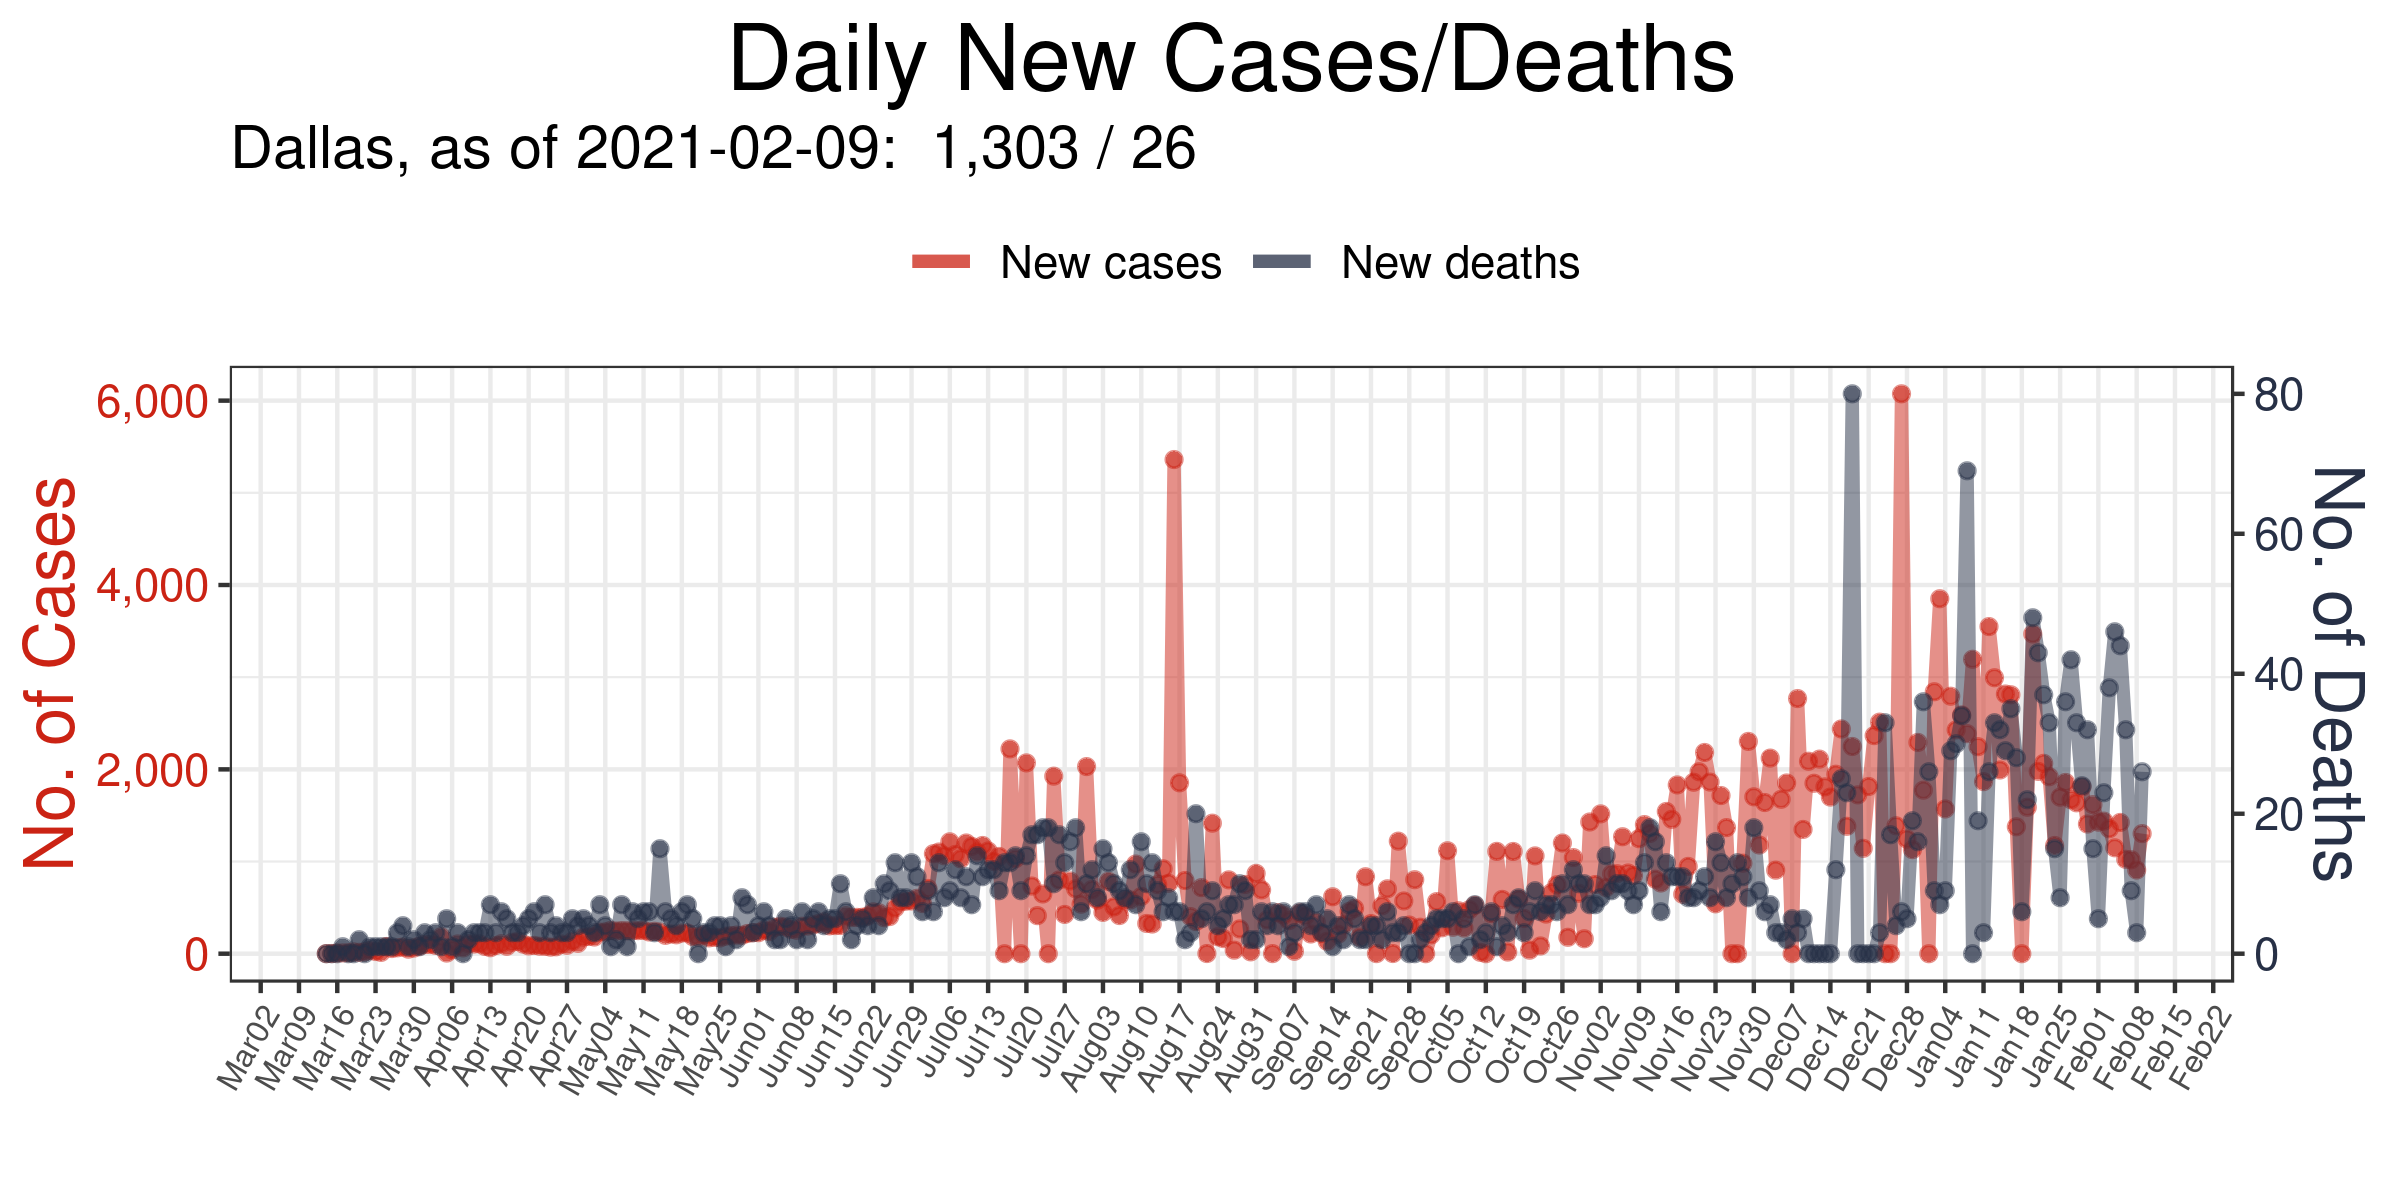 Daily New Cases/Deaths
Dallas, as of 2021-02-09:  1,303 / 26
New cases New deaths
No. of Cases
6,000
4,000
2,000
0
80
60
40
20
0
No. of Deaths
Mar02 Mar09 Mar16 Mar23 Mar30 Apr06 Apr13 Apr20 Apr27 May04 May11 May18 May25 Jun01 Jun08 Jun15 Jun22 Jun29 Jul06 Jul13 Jul20 Jul27 Aug03 Aug10 Aug17 Aug24 Aug31 Sep07 Sep14 Sep21 Sep28 Oct05 Oct12 Oct19 Oct26 Nov02 Nov09 Nov16 Nov23 Nov30 Dec07 Dec14 Dec21 Dec28 Dec04 Jan11 Jan18 Jan25 Jan25 Feb01 Feb08 Feb15 Feb22